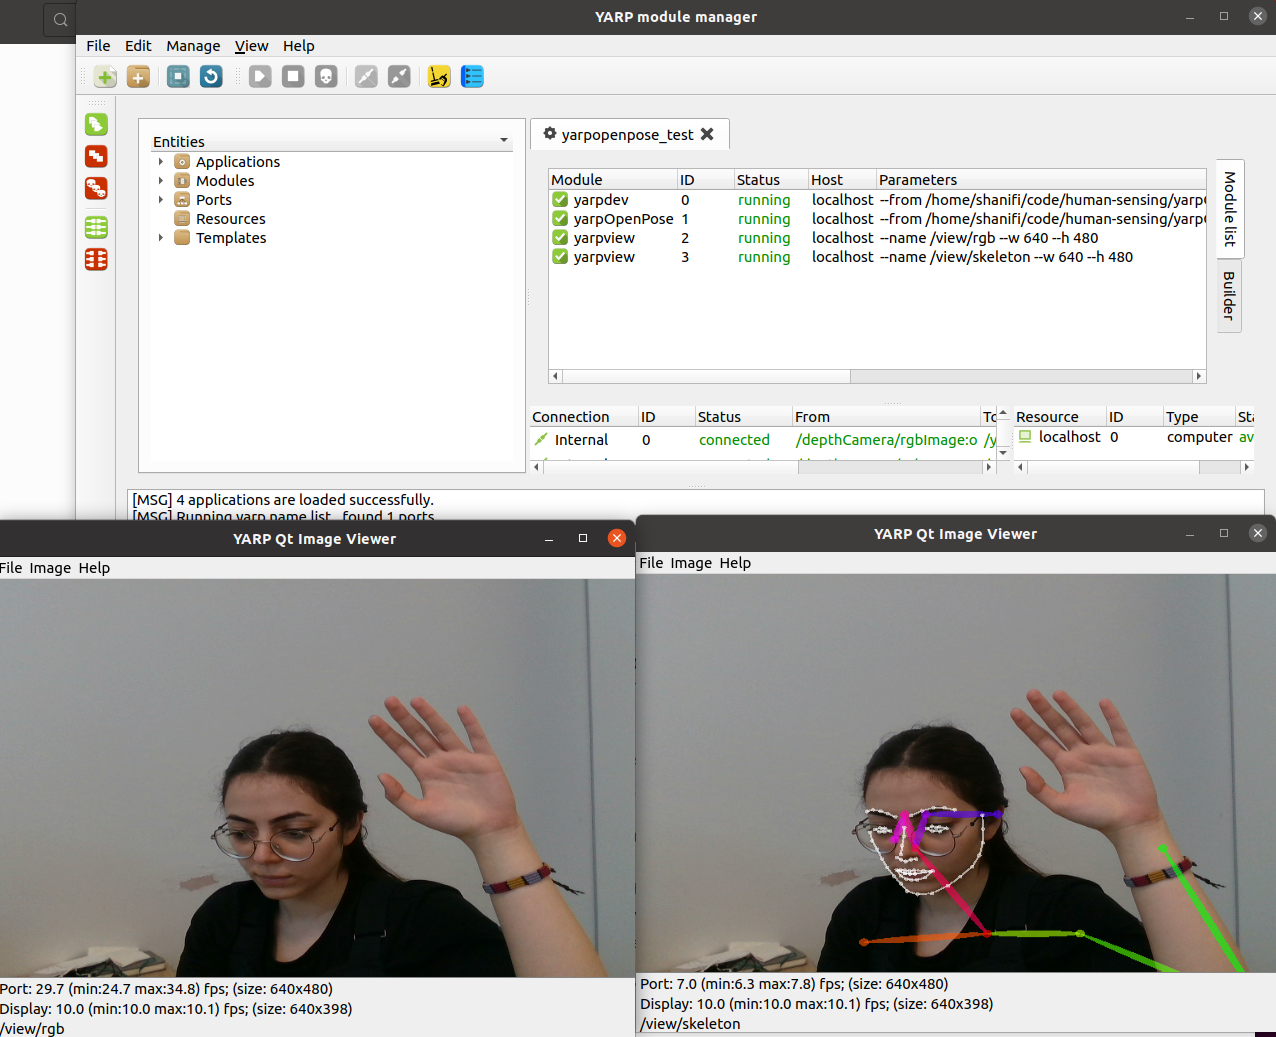 YARP module manager
File Edit Manage View Help
Entities
Applications
Modules
Ports
Resources
Templates
yarpopenpose_test
Module ID Status Host Parameters
yarpdev 0 running localhost --from /home/shanifi/code/human-sensing/yarp
yarpOpenPose 1 running localhost --from /home/shanifi/code/human-sensing/yarp
yarpview 2 running localhost --name /view/rgb --w 640 --h 480
yarpview 3 running localhost --name /view/skeleton --w 640 --h 480
Module list
Builder
Connection ID Status From To
Internal 0 connected /depthCamera/rgbImage:o /y
Resource ID Type Sta
localhost 0 computer av
[MSG] 4 applications are loaded successfully.
[MSG] Running yarp name list, found 1 ports
YARP Qt Image Viewer
File Image Help
Port: 29.7 (min:24.7 max:34.8) fps; (size: 640x480)
Display: 10.0 (min:10.0 max:10.1) fps; (size: 640x398)
/view/rgb
YARP Qt Image Viewer
File Image Help
Port: 7.0 (min:6.3 max:7.8) fps; (size: 640x480)
Display: 10.0 (min:10.0 max:10.1) fps; (size: 640x398)
/view/skeleton